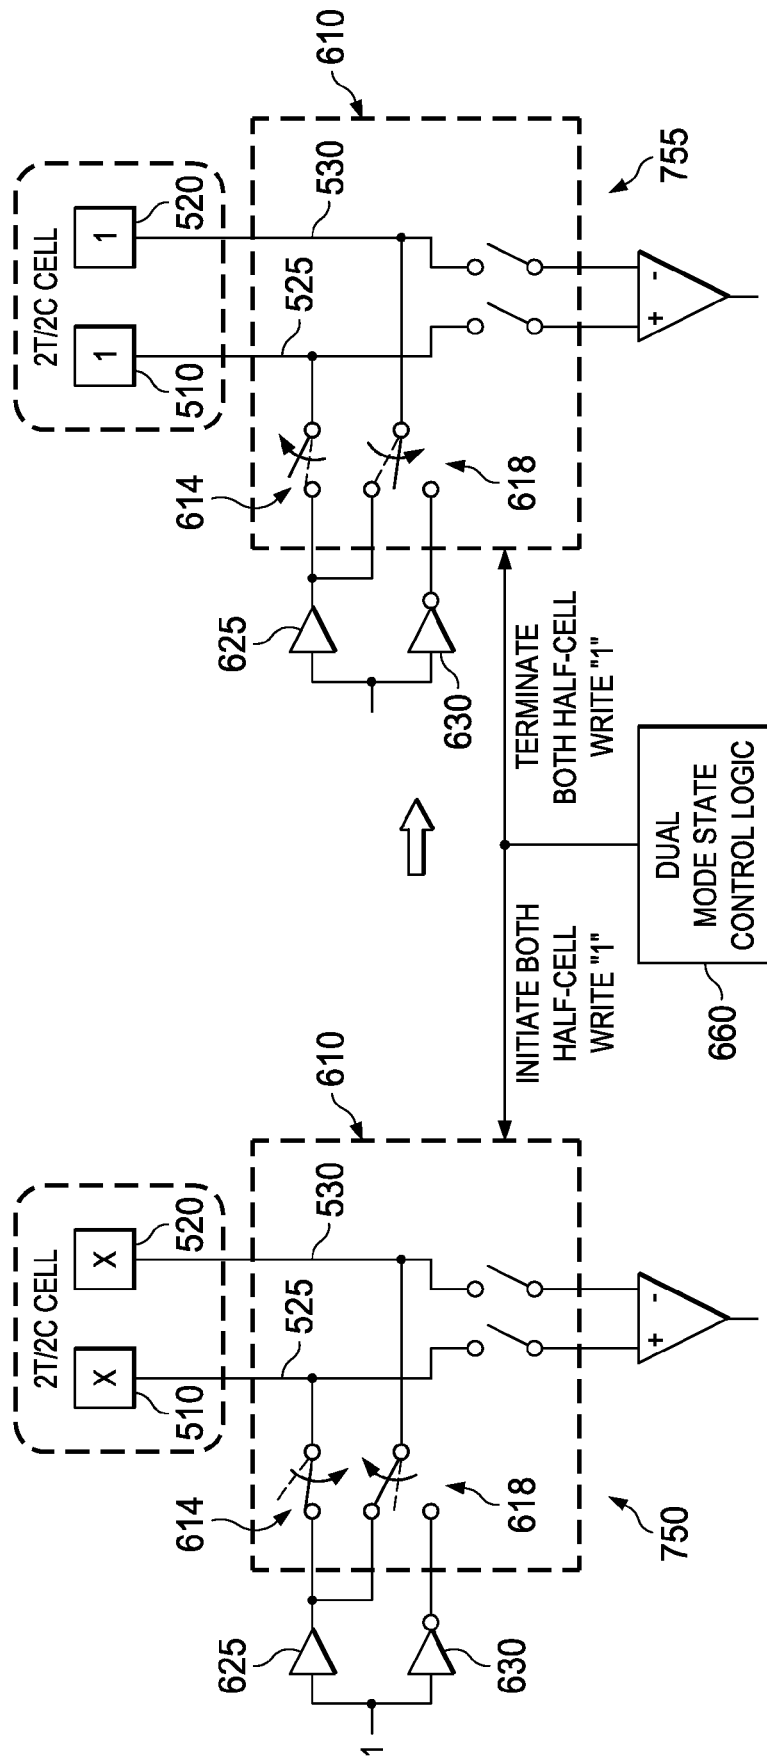 2T/2C CELL
X
X
510
520
525
530
610
614
618
625
630
1
+
-
750
INITIATE BOTH
HALF-CELL
WRITE "1"
660
DUAL
MODE STATE
CONTROL LOGIC
TERMINATE
BOTH HALF-CELL
WRITE "1"
2T/2C CELL
1
1
510
520
525
530
610
614
618
625
630
+
-
755